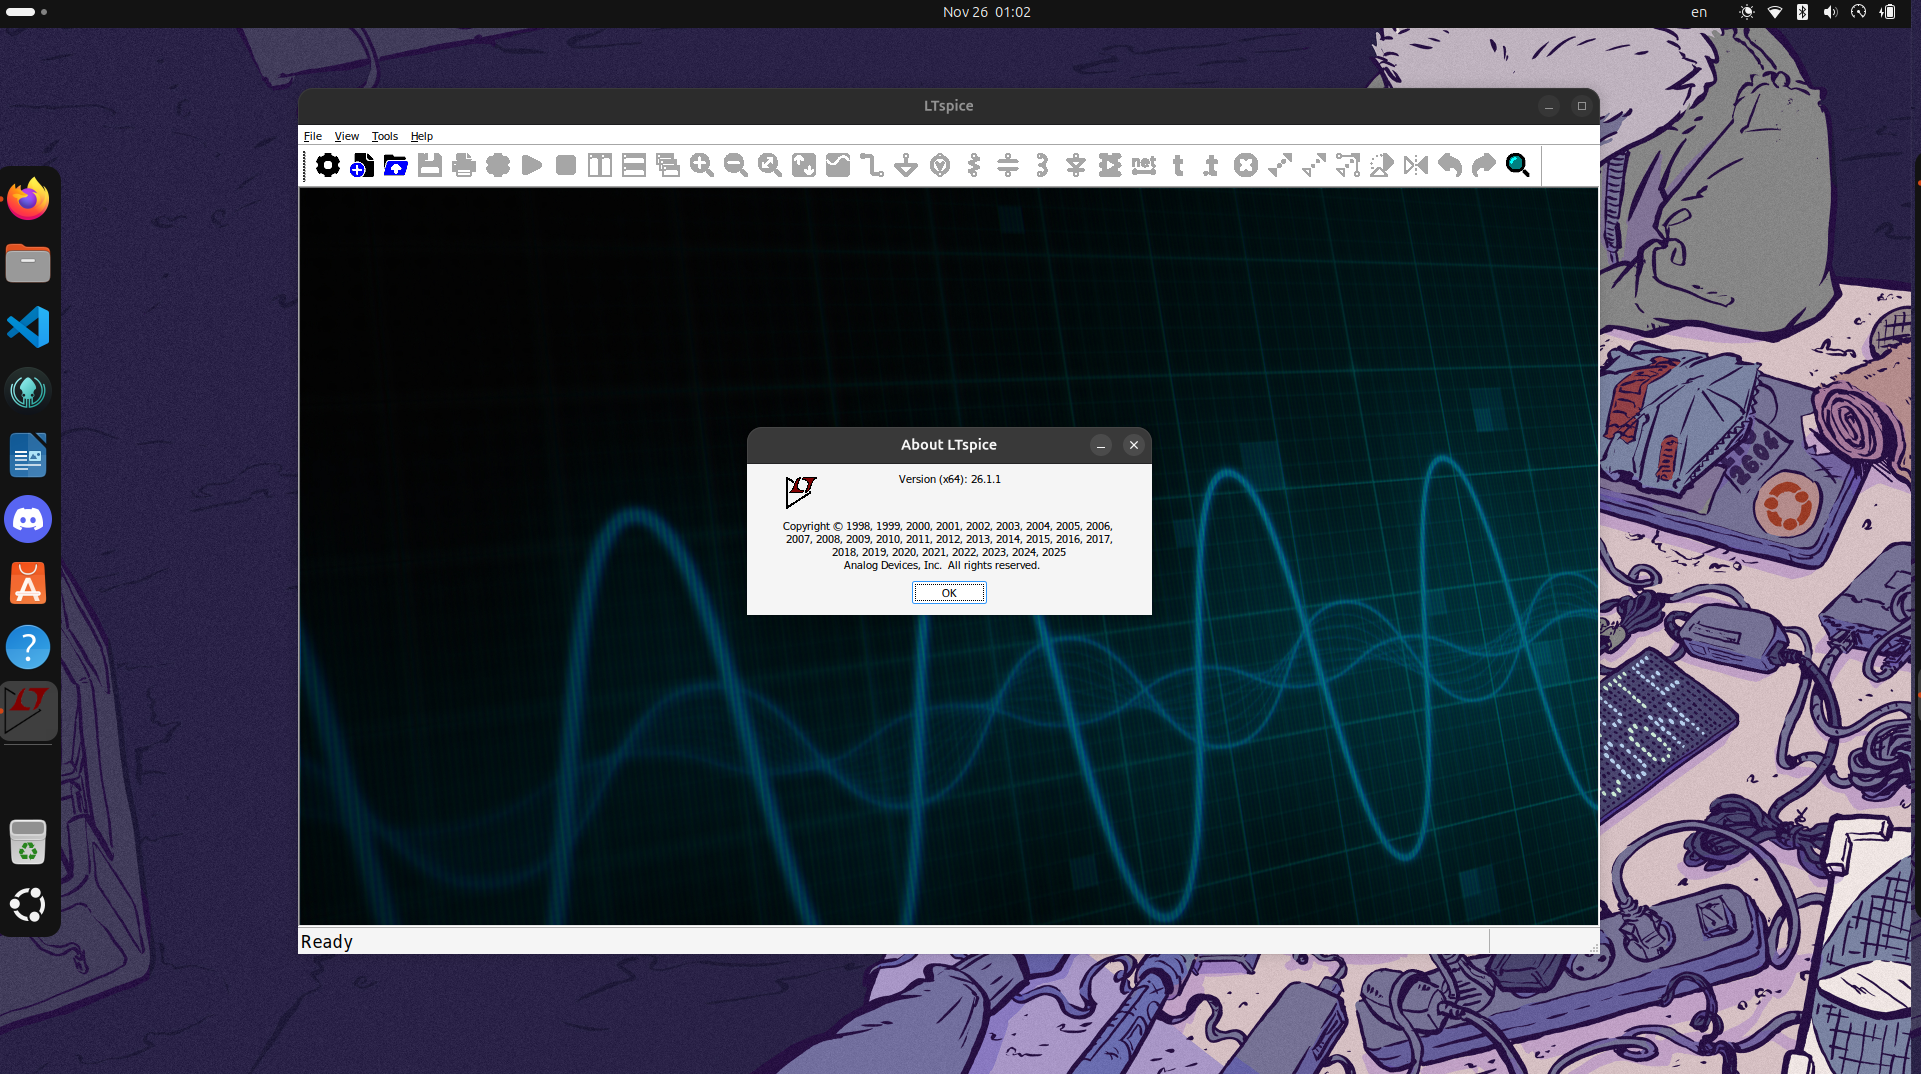 Nov 26 01:02
en
LTspice
File View Tools Help
net
t
.t
About LTspice
Version (x64): 26.1.1
Copyright © 1998, 1999, 2000, 2001, 2002, 2003, 2004, 2005, 2006,
2007, 2008, 2009, 2010, 2011, 2012, 2013, 2014, 2015, 2016, 2017,
2018, 2019, 2020, 2021, 2022, 2023, 2024, 2025
Analog Devices, Inc. All rights reserved.
OK
26.04
Ready